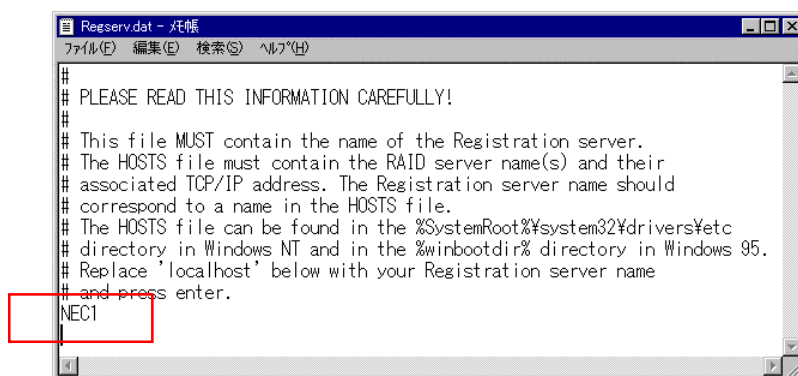 Regserv.dat - ﾒﾓ帳
ﾌｧｲﾙ(F) 編集(E) 検索(S) ﾍﾙﾌﾟ(H)
#
# PLEASE READ THIS INFORMATION CAREFULLY!
#
# This file MUST contain the name of the Registration server.
# The HOSTS file must contain the RAID server name(s) and their
# associated TCP/IP address. The Registration server name should
# correspond to a name in the HOSTS file.
# The HOSTS file can be found in the %SystemRoot%¥system32¥drivers¥etc
# directory in Windows NT and in the %winbootdir% directory in Windows 95.
# Replace 'localhost' below with your Registration server name
# and press enter.
NEC1